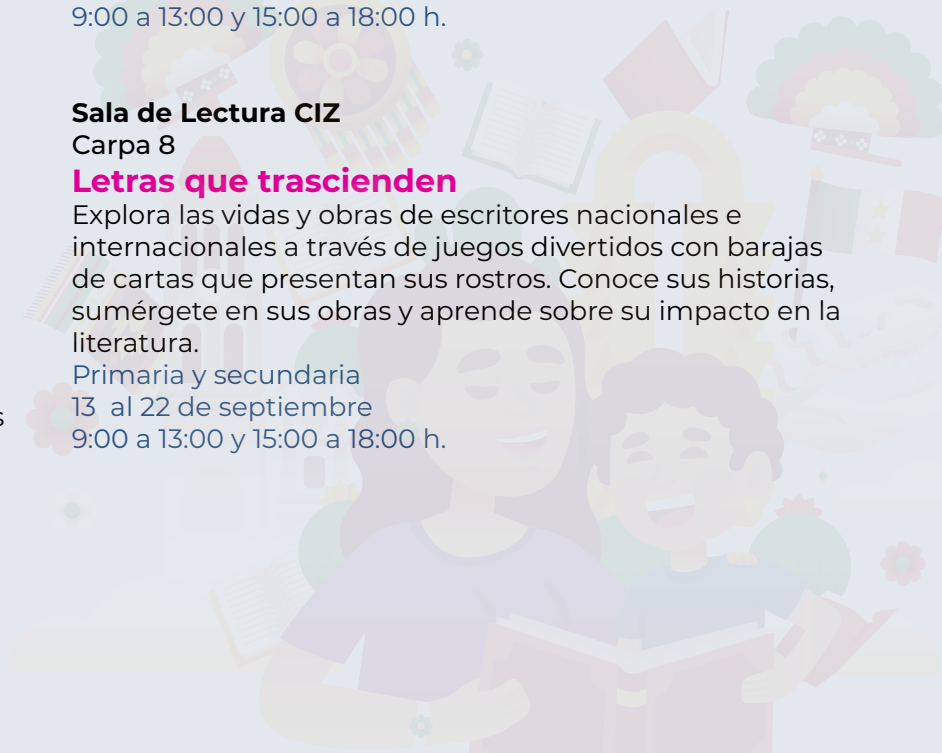 9:00 a 13:00 y 15:00 a 18:00 h.
Sala de Lectura CIZ
Carpa 8
Letras que trascienden
Explora las vidas y obras de escritores nacionales e
internacionales a través de juegos divertidos con barajas
de cartas que presentan sus rostros. Conoce sus historias,
sumérgete en sus obras y aprende sobre su impacto en la
literatura.
Primaria y secundaria
13  al 22 de septiembre
s
9:00 a 13:00 y 15:00 a 18:00 h.